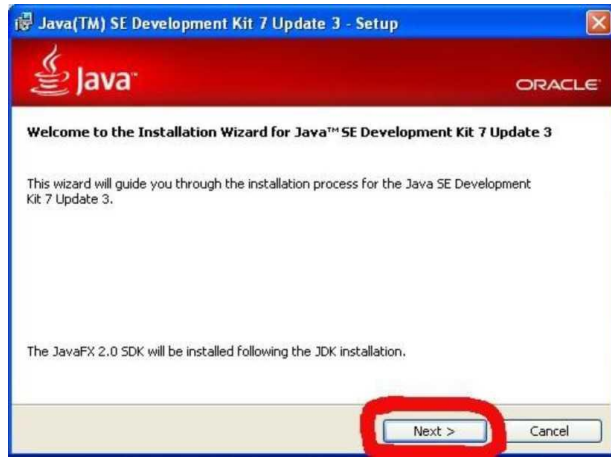 Java(TM) SE Development Kit 7 Update 3 - Setup
Java™
ORACLE®
Welcome to the Installation Wizard for Java™ SE Development Kit 7 Update 3
This wizard will guide you through the installation process for the Java SE Development
Kit 7 Update 3.
The JavaFX 2.0 SDK will be installed following the JDK installation.
Next >
Cancel